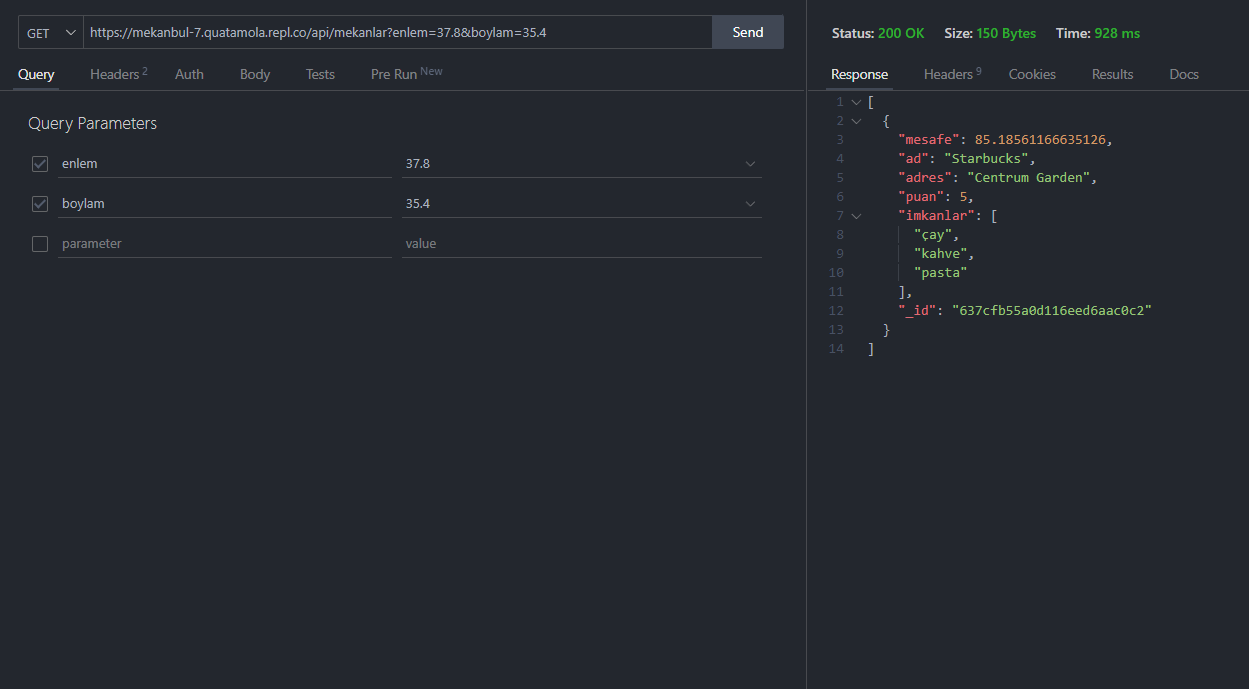 GET https://mekanbul-7.quatamola.repl.co/api/mekanlar?enlem=37.8&boylam=35.4 Send
Query Headers 2 Auth Body Tests Pre Run New
Query Parameters
enlem 37.8
boylam 35.4
parameter value
Status: 200 OK Size: 150 Bytes Time: 928 ms
Response Headers 9 Cookies Results Docs
1 [
2 {
3 "mesafe": 85.18561166635126,
4 "ad": "Starbucks",
5 "adres": "Centrum Garden",
6 "puan": 5,
7 "imkanlar": [
8 "çay",
9 "kahve",
10 "pasta"
11 ],
12 "_id": "637cfb55a0d116eed6aac0c2"
13 }
14 ]